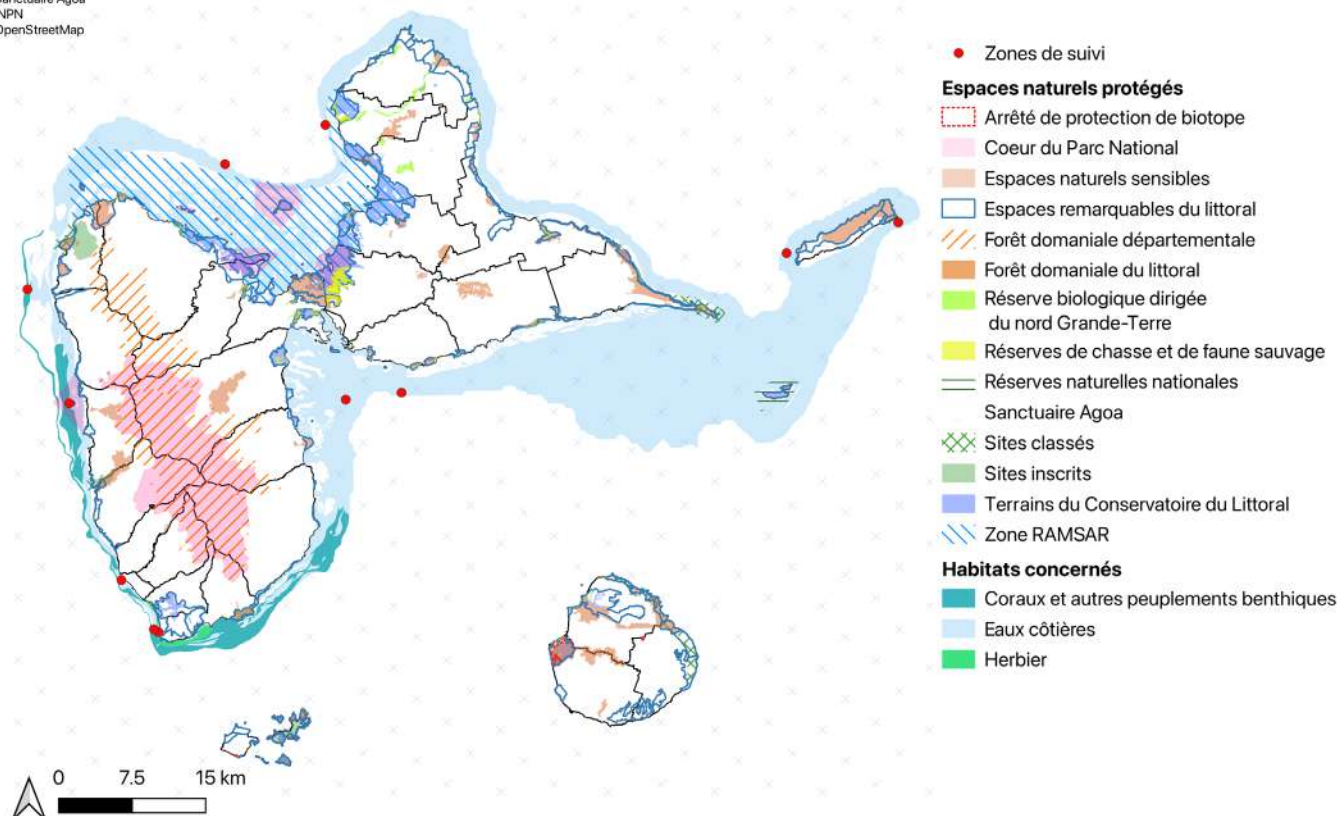 Sanctuaire Agoa
INPN
OpenStreetMap
Zones de suivi
Espaces naturels protégés
Arrêté de protection de biotope
Coeur du Parc National
Espaces naturels sensibles
Espaces remarquables du littoral
Forêt domaniale départementale
Forêt domaniale du littoral
Réserve biologique dirigée
du nord Grande-Terre
Réserves de chasse et de faune sauvage
Réserves naturelles nationales
Sanctuaire Agoa
Sites classés
Sites inscrits
Terrains du Conservatoire du Littoral
Zone RAMSAR
Habitats concernés
Coraux et autres peuplements benthiques
Eaux côtières
Herbier
0 7.5 15 km